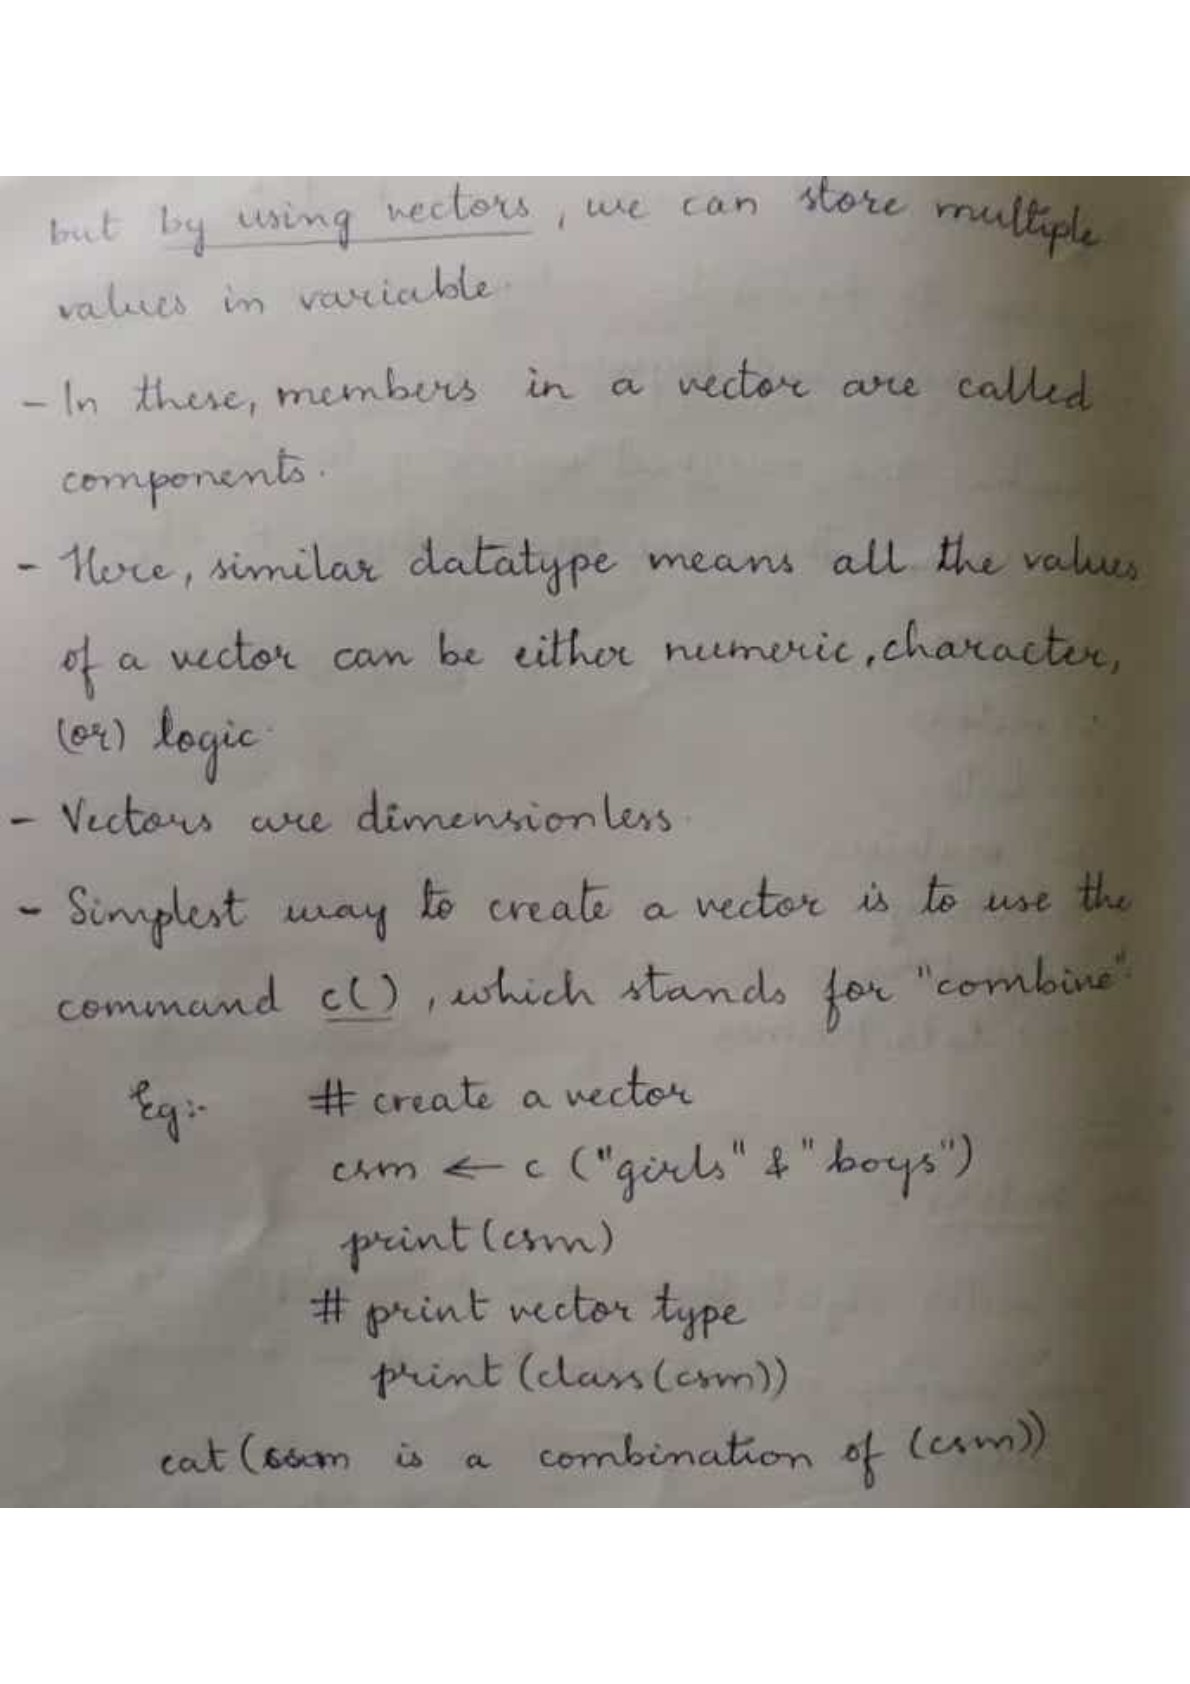 but by using vectors, we can store multiple
values in variable.
- In these, members in a vector are called
components.
- Here, similar datatype means all the values
of a vector can be either numeric, character,
(or) logic.
- Vectors are dimensionless.
- Simplest way to create a vector is to use the
command c(), which stands for "combine".
Eg:- # create a vector
csm ← c ("girls" & "boys")
print (csm)
# print vector type
print (class (csm))
cat (csm is a combination of (csm))